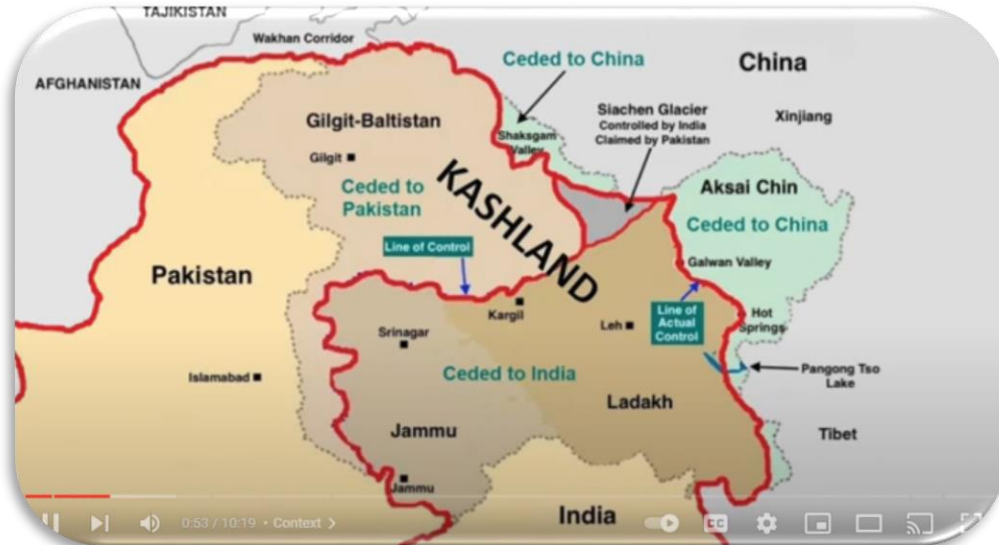 TAJIKISTAN
Wakhan Corridor
AFGHANISTAN
Ceded to China
China
Siachen Glacier
Controlled by India
Claimed by Pakistan
Xinjiang
Gilgit-Baltistan
Shaksgam
Valley
Gilgit
Aksai Chin
Ceded to
Pakistan
KASHLAND
Ceded to China
Line of Control
Galwan Valley
Pakistan
Kargil
Leh
Line of
Actual
Control
Hot
Springs
Srinagar
Islamabad
Ceded to India
Pangong Tso
Lake
Ladakh
Jammu
Tibet
Jammu
India
0:53 / 10:19 • Context >
CC